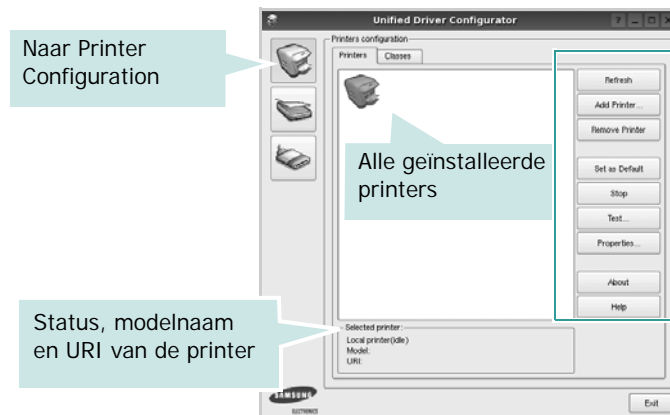 Unified Driver Configurator
Naar Printer
Configuration
Printers configuration
Printers
Classes
Refresh
Add Printer...
Remove Printer
Alle geïnstalleerde
printers
Set as Default
Stop
Test...
Properties...
About
Help
Status, modelnaam
en URI van de printer
Selected printer:
Local printer(idle)
Model:
URI:
SAMSUNG
ELECTRONICS
Exit